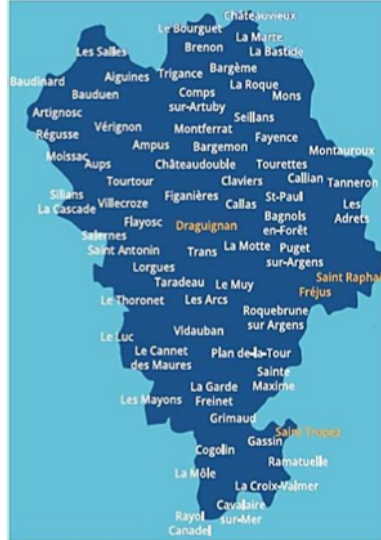 Châteauvieux
Le Bourguet
La Marte
Les Salles
Brenon
La Bastide
Bargème
Baudinard
Aiguines
Trigance
La Roque
Bauduen
Comps
sur-Artuby
Mons
Artignosc
Seillans
Vérignon
Montferrat
Régusse
Fayence
Ampus
Bargemon
Montauroux
Moissac
Aups
Châteaudouble
Tourettes
Tourtour
Claviers
Callian
Tanneron
Silians
La Cascade
Villecroze
Figanières
St-Paul
Callas
Les
Adrets
Flayosc
Draguignan
Bagnols
en-Forêt
Salernes
Saint Antonin
Trans
La Motte
Puget
sur-Argens
Lorgues
Saint Rapha
Taradeau
Le Muy
Fréjus
Le Thoronet
Les Arcs
Roquebrune
sur Argens
Vidauban
Le Luc
Le Cannet
des Maures
Plan de-la-Tour
Sainte
Maxime
La Garde
Freinet
Les Mayons
Grimaud
Saint Tropez
Gassin
Cogolin
Ramatuelle
La Môle
La Croix-Valmer
Cavalaire
sur-Mer
Rayol
Canadel